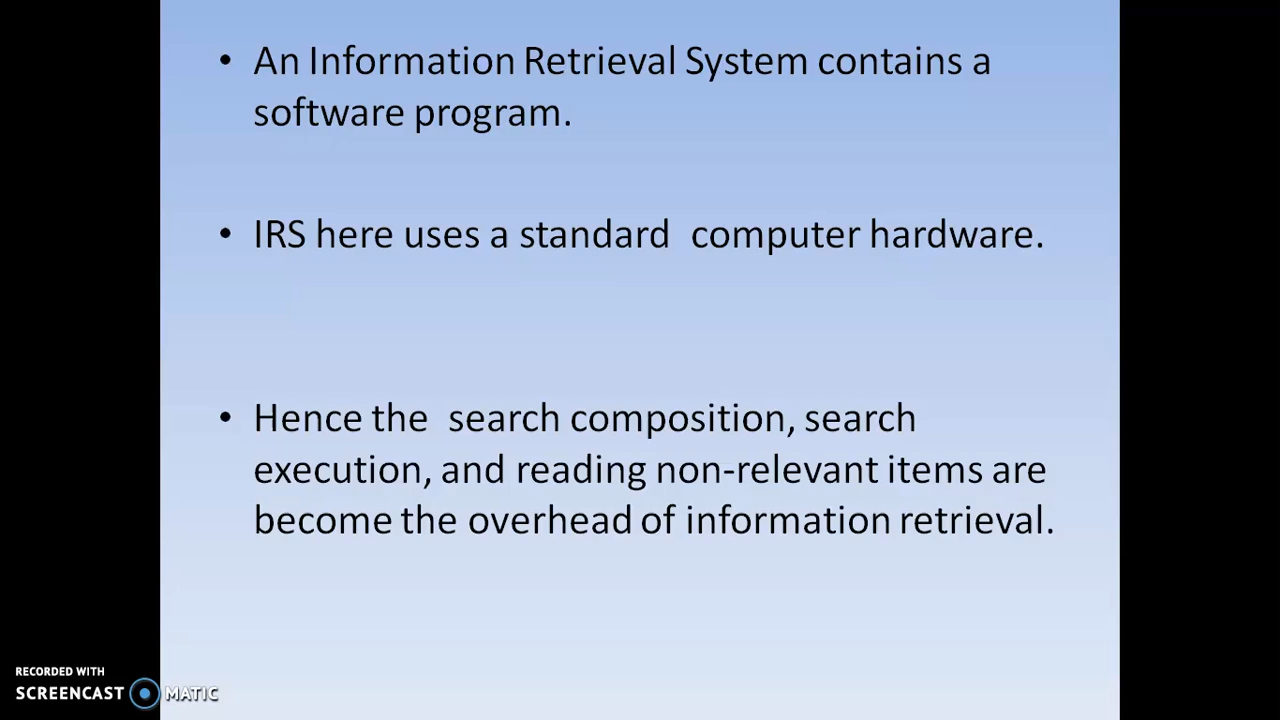 • An Information Retrieval System contains a
software program.
• IRS here uses a standard  computer hardware.
• Hence the  search composition, search
execution, and reading non-relevant items are
become the overhead of information retrieval.
RECORDED WITH
SCREENCAST MATIC